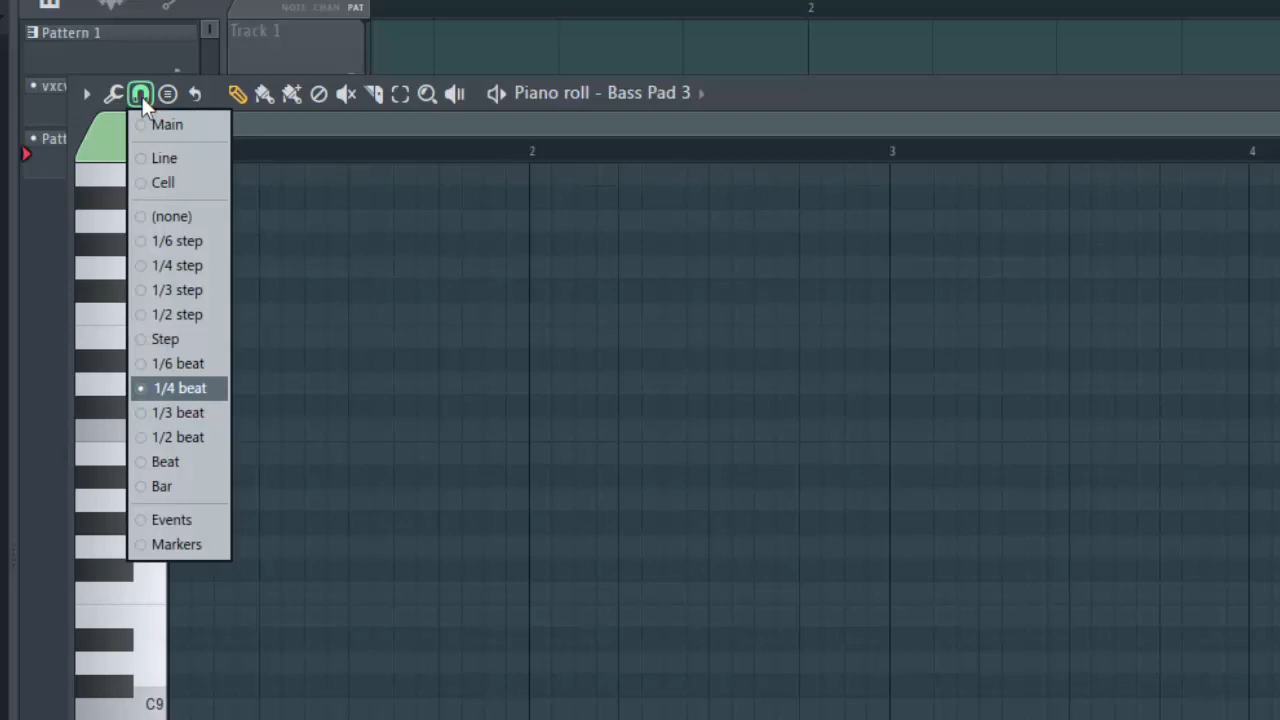 NOTE CHAN PAT
2
Pattern 1
Track 1
Piano roll - Bass Pad 3
Patt
Main
Line
Cell
(none)
1/6 step
1/4 step
1/3 step
1/2 step
Step
1/6 beat
1/4 beat
1/3 beat
1/2 beat
Beat
Bar
Events
Markers
2
3
4
C9